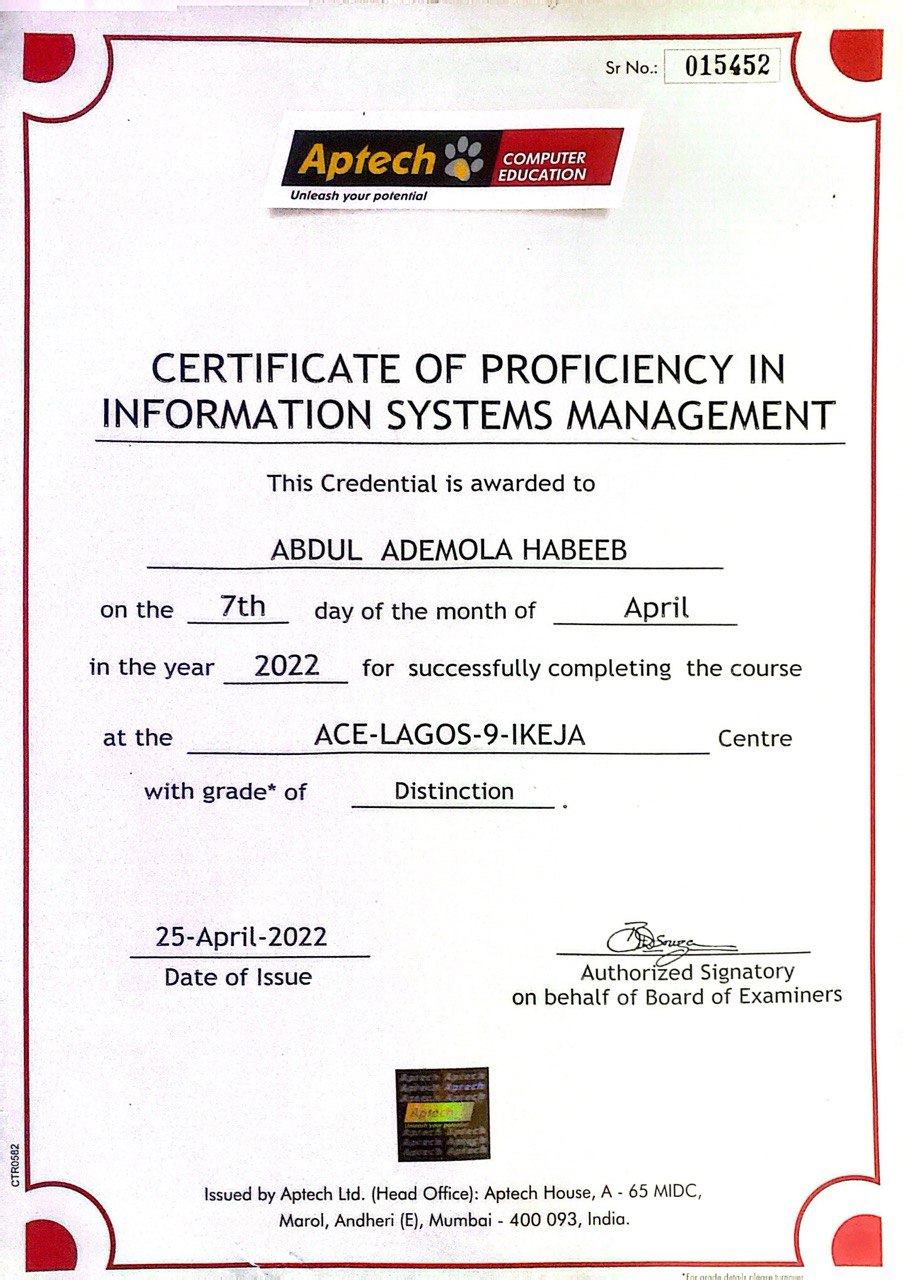 Sr No.: 015452
Aptech COMPUTER EDUCATION
Unleash your potential
CERTIFICATE OF PROFICIENCY IN
INFORMATION SYSTEMS MANAGEMENT
This Credential is awarded to
ABDUL ADEMOLA HABEEB
on the 7th day of the month of April
in the year 2022 for successfully completing the course
at the ACE-LAGOS-9-IKEJA Centre
with grade* of Distinction .
25-April-2022
Date of Issue
Authorized Signatory
on behalf of Board of Examiners
Aptech
Unleash your potential
CTR0582
Issued by Aptech Ltd. (Head Office): Aptech House, A - 65 MIDC,
Marol, Andheri (E), Mumbai - 400 093, India.
*For grade details please turnover